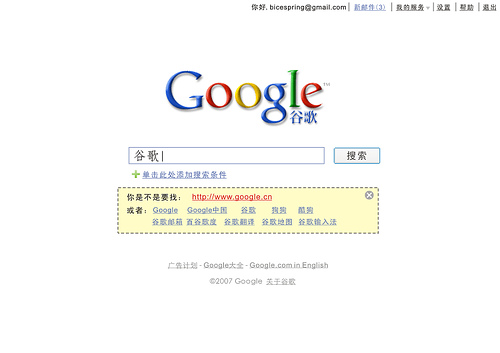 你好, bicespring@gmail.com | 新邮件(3) | 我的服务 | 设置 | 帮助 | 退出
Google™
谷歌
谷歌 搜索
单击此处添加搜索条件
你是不是要找： http://www.google.cn
或者： Google Google中国 谷歌 狗狗 酷狗
谷歌邮箱 百谷歌度 谷歌翻译 谷歌地图 谷歌输入法
广告计划 - Google大全 - Google.com in English
©2007 Google 关于谷歌